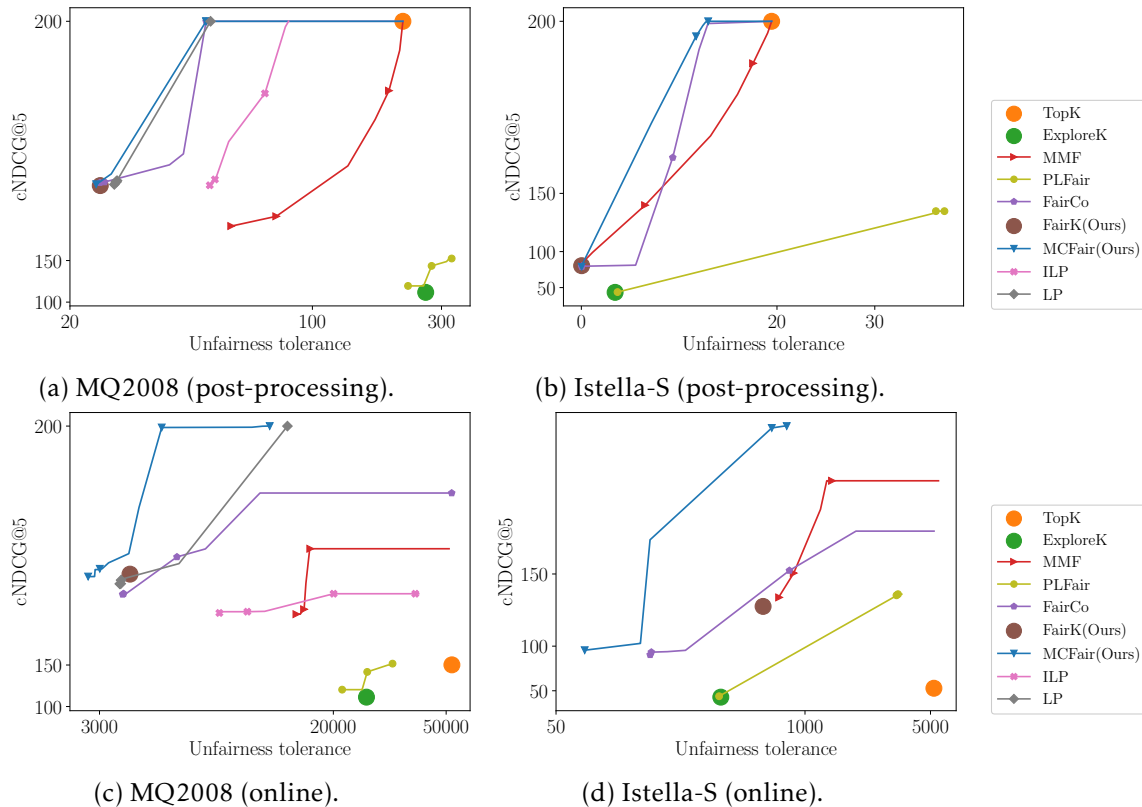 200
150
100
cNDCG@5
20
100
300
Unfairness tolerance
(a) MQ2008 (post-processing).
200
150
100
50
cNDCG@5
0
20
30
Unfairness tolerance
(b) Istella-S (post-processing).
TopK
ExploreK
MMF
PLFair
FairCo
FairK(Ours)
MCFair(Ours)
ILP
LP
200
150
100
cNDCG@5
3000
20000
50000
Unfairness tolerance
(c) MQ2008 (online).
150
100
50
cNDCG@5
50
1000
5000
Unfairness tolerance
(d) Istella-S (online).
TopK
ExploreK
MMF
PLFair
FairCo
FairK(Ours)
MCFair(Ours)
ILP
LP